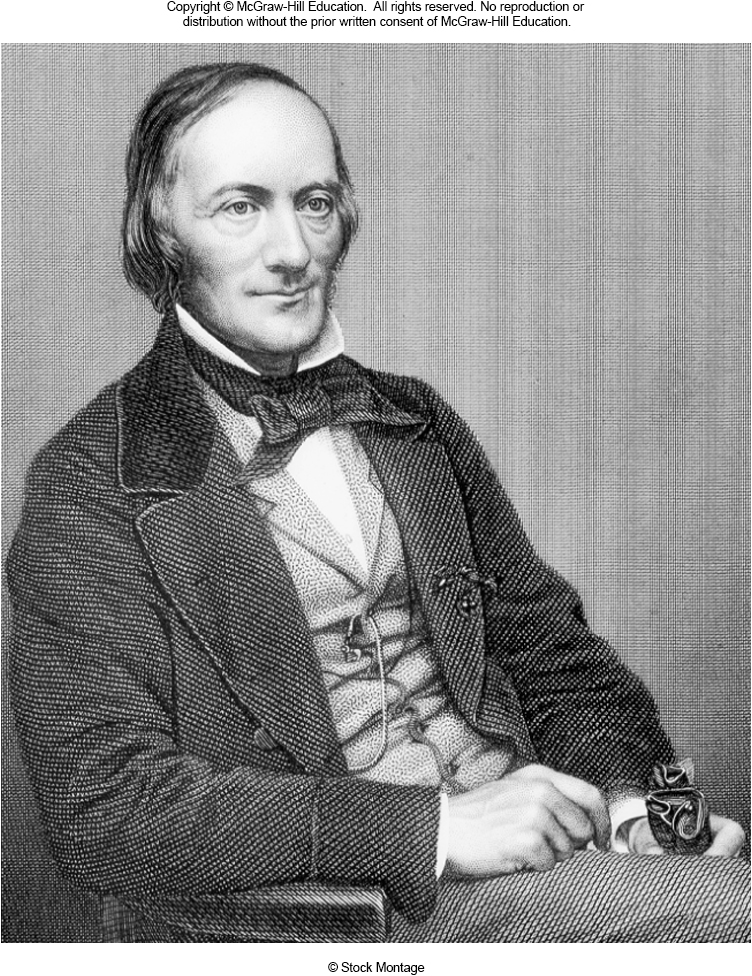 Copyright © McGraw-Hill Education. All rights reserved. No reproduction or
distribution without the prior written consent of McGraw-Hill Education.
© Stock Montage